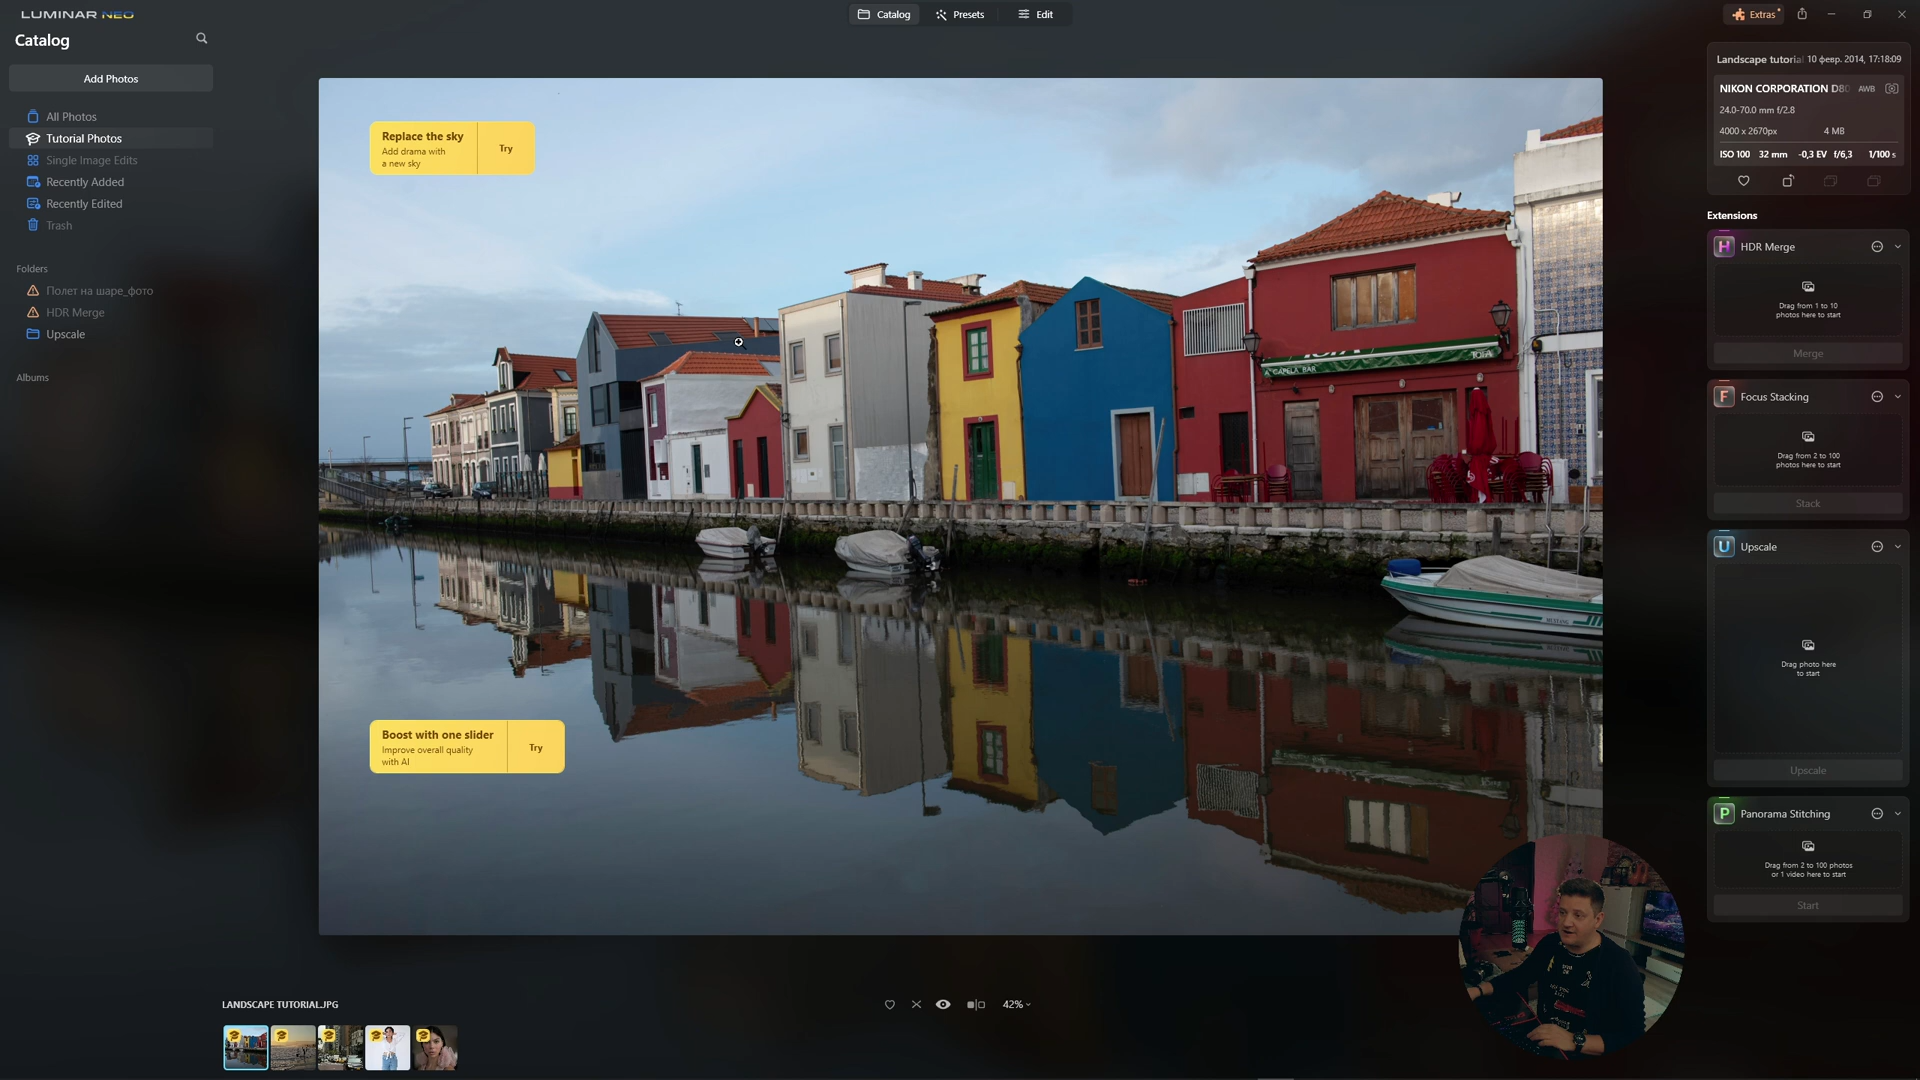 LUMINAR NEO
Catalog
Presets
Edit
Extras
Catalog
Add Photos
All Photos
Tutorial Photos
Single Image Edits
Recently Added
Recently Edited
Trash
Folders
Полет на шаре_фото
HDR Merge
Upscale
Albums
Replace the sky
Add drama with
a new sky
Try
TOFA
A CAPELA BAR
Boost with one slider
Improve overall quality
with AI
Try
LANDSCAPE TUTORIAL.JPG
42%
Landscape tutorial 10 февр. 2014, 17:18:09
NIKON CORPORATION D80 AWB
24.0-70.0 mm f/2.8
4000 x 2670px 4 MB
ISO 100 32 mm -0,3 EV f/6,3 1/100 s
Extensions
H HDR Merge
Drag from 1 to 10
photos here to start
Merge
F Focus Stacking
Drag from 2 to 100
photos here to start
Stack
U Upscale
Drag photo here
to start
Upscale
P Panorama Stitching
Drag from 2 to 100 photos
or 1 video here to start
Start